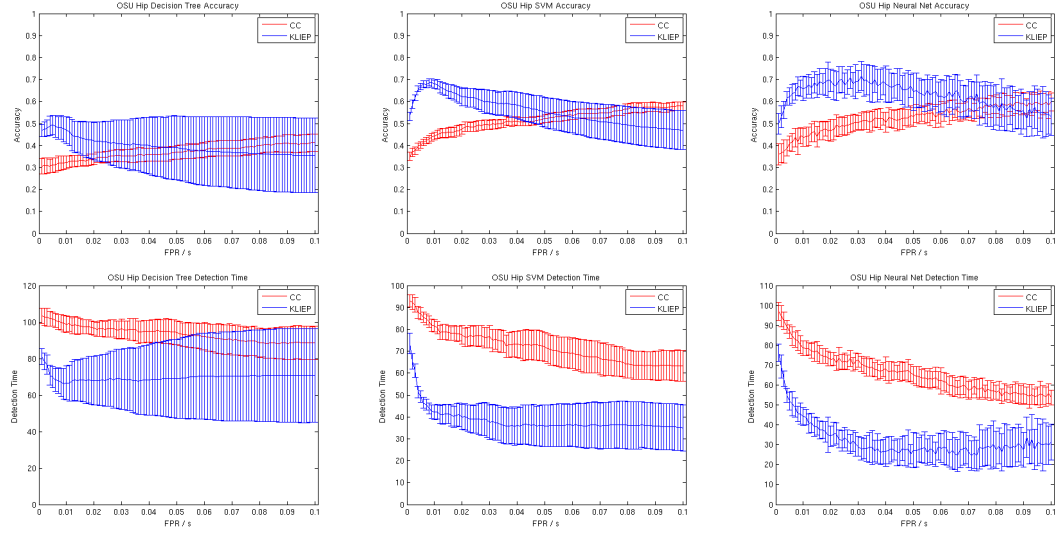 OSU Hip Decision Tree Accuracy
1
0.9
0.8
0.7
0.6
0.5
0.4
0.3
0.2
0.1
0
Accuracy
CC
KLIEP
0 0.01 0.02 0.03 0.04 0.05 0.06 0.07 0.08 0.09 0.1
FPR / s
OSU Hip SVM Accuracy
1
0.9
0.8
0.7
0.6
0.5
0.4
0.3
0.2
0.1
0
Accuracy
CC
KLIEP
0 0.01 0.02 0.03 0.04 0.05 0.06 0.07 0.08 0.09 0.1
FPR / s
OSU Hip Neural Net Accuracy
1
0.9
0.8
0.7
0.6
0.5
0.4
0.3
0.2
0.1
0
Accuracy
CC
KLIEP
0 0.01 0.02 0.03 0.04 0.05 0.06 0.07 0.08 0.09 0.1
FPR / s
OSU Hip Decision Tree Detection Time
120
100
80
60
40
20
0
Detection Time
CC
KLIEP
0 0.01 0.02 0.03 0.04 0.05 0.06 0.07 0.08 0.09 0.1
FPR / s
OSU Hip SVM Detection Time
100
90
80
70
60
50
40
30
20
10
0
Detection Time
CC
KLIEP
0 0.01 0.02 0.03 0.04 0.05 0.06 0.07 0.08 0.09 0.1
FPR / s
OSU Hip Neural Net Detection Time
110
100
90
80
70
60
50
40
30
20
10
0
Detection Time
CC
KLIEP
0 0.01 0.02 0.03 0.04 0.05 0.06 0.07 0.08 0.09 0.1
FPR / s